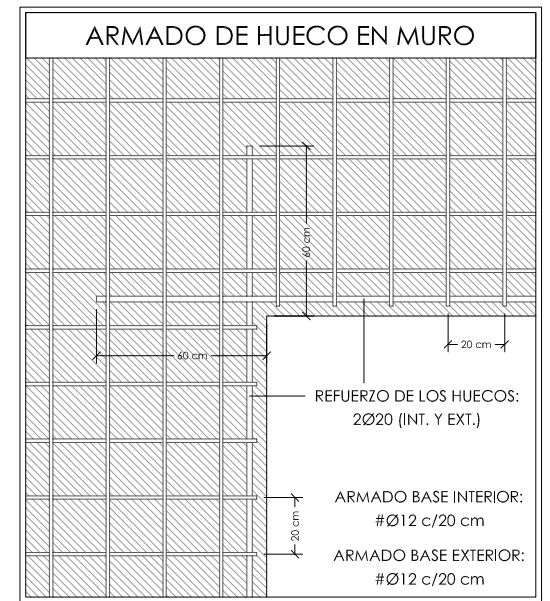 ARMADO DE HUECO EN MURO
60 cm
60 cm
20 cm
REFUERZO DE LOS HUECOS:
2Ø20 (INT. Y EXT.)
ARMADO BASE INTERIOR:
#Ø12 c/20 cm
20 cm
ARMADO BASE EXTERIOR:
#Ø12 c/20 cm